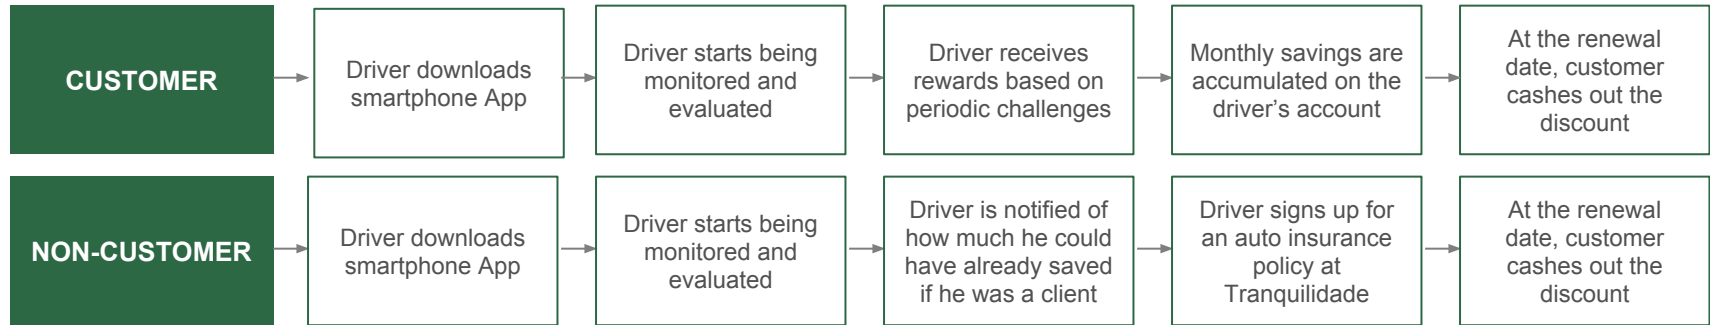 CUSTOMER
Driver downloads
smartphone App
Driver starts being
monitored and
evaluated
Driver receives
rewards based on
periodic challenges
Monthly savings are
accumulated on the
driver’s account
At the renewal
date, customer
cashes out the
discount
NON-CUSTOMER
Driver downloads
smartphone App
Driver starts being
monitored and
evaluated
Driver is notified of
how much he could
have already saved
if he was a client
Driver signs up for
an auto insurance
policy at
Tranquilidade
At the renewal
date, customer
cashes out the
discount